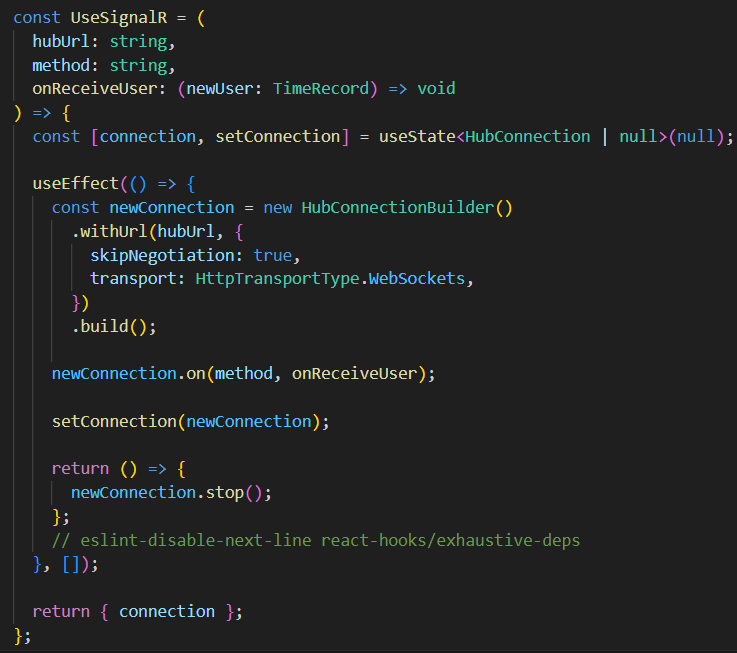 const UseSignalR = (
  hubUrl: string,
  method: string,
  onReceiveUser: (newUser: TimeRecord) => void
) => {
  const [connection, setConnection] = useState<HubConnection | null>(null);

  useEffect(() => {
    const newConnection = new HubConnectionBuilder()
      .withUrl(hubUrl, {
        skipNegotiation: true,
        transport: HttpTransportType.WebSockets,
      })
      .build();

    newConnection.on(method, onReceiveUser);

    setConnection(newConnection);

    return () => {
      newConnection.stop();
    };
    // eslint-disable-next-line react-hooks/exhaustive-deps
  }, []);

  return { connection };
};